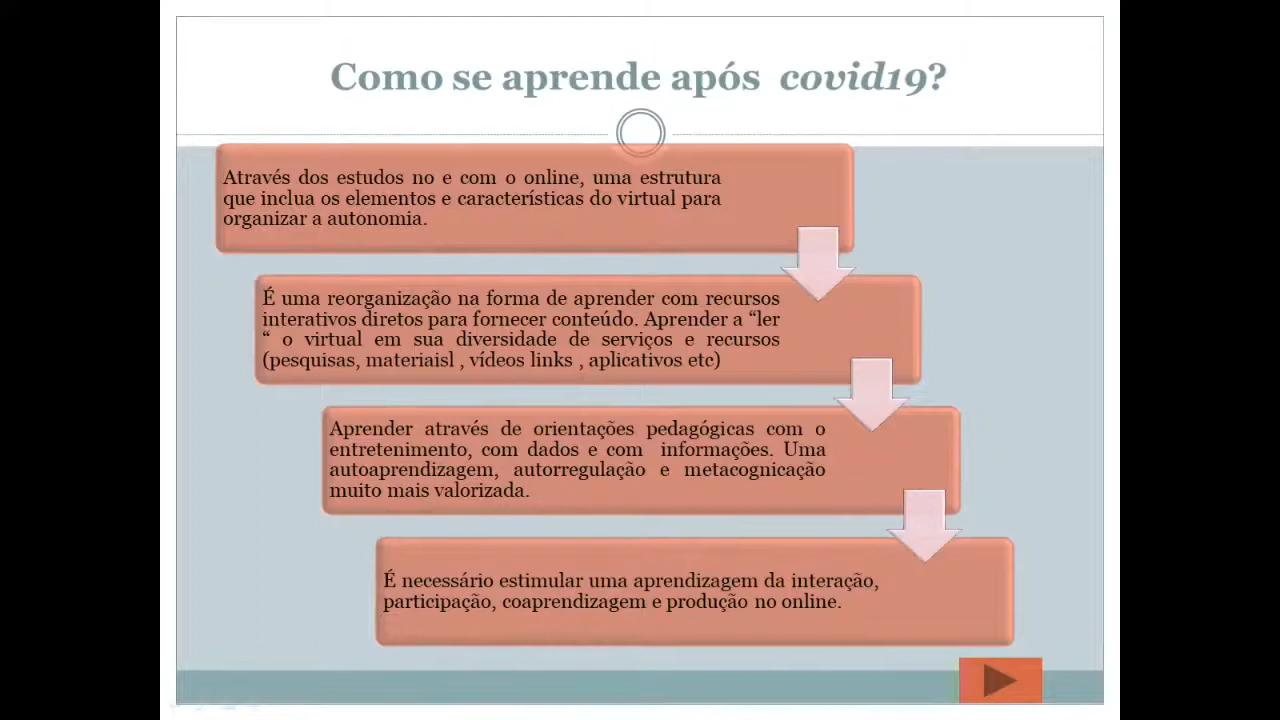 Como se aprende após covid19?
Através dos estudos no e com o online, uma estrutura
que inclua os elementos e características do virtual para
organizar a autonomia.
É uma reorganização na forma de aprender com recursos
interativos diretos para fornecer conteúdo. Aprender a “ler
“ o virtual em sua diversidade de serviços e recursos
(pesquisas, materiaisl , vídeos links , aplicativos etc)
Aprender através de orientações pedagógicas com o
entretenimento, com dados e com informações. Uma
autoaprendizagem, autorregulação e metacognicação
muito mais valorizada.
É necessário estimular uma aprendizagem da interação,
participação, coaprendizagem e produção no online.